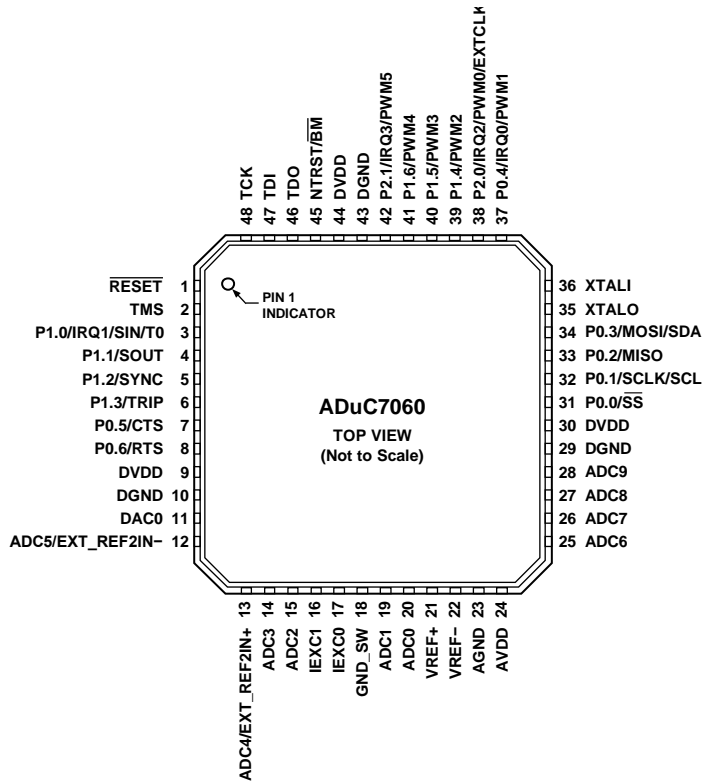 48 TCK
47 TDI
46 TDO
45 NTRST/BM
44 DVDD
43 DGND
42 P2.1/IRQ3/PWM5
41 P1.6/PWM4
40 P1.5/PWM3
39 P1.4/PWM2
38 P2.0/IRQ2/PWM0/EXTCLK
37 P0.4/IRQ0/PWM1
RESET 1
TMS 2
P1.0/IRQ1/SIN/T0 3
P1.1/SOUT 4
P1.2/SYNC 5
P1.3/TRIP 6
P0.5/CTS 7
P0.6/RTS 8
DVDD 9
DGND 10
DAC0 11
ADC5/EXT_REF2IN− 12
PIN 1
INDICATOR
ADuC7060
TOP VIEW
(Not to Scale)
36 XTALI
35 XTALO
34 P0.3/MOSI/SDA
33 P0.2/MISO
32 P0.1/SCLK/SCL
31 P0.0/SS
30 DVDD
29 DGND
28 ADC9
27 ADC8
26 ADC7
25 ADC6
ADC4/EXT_REF2IN+ 13
ADC3 14
ADC2 15
IEXC1 16
IEXC0 17
GND_SW 18
ADC1 19
ADC0 20
VREF+ 21
VREF− 22
AGND 23
AVDD 24